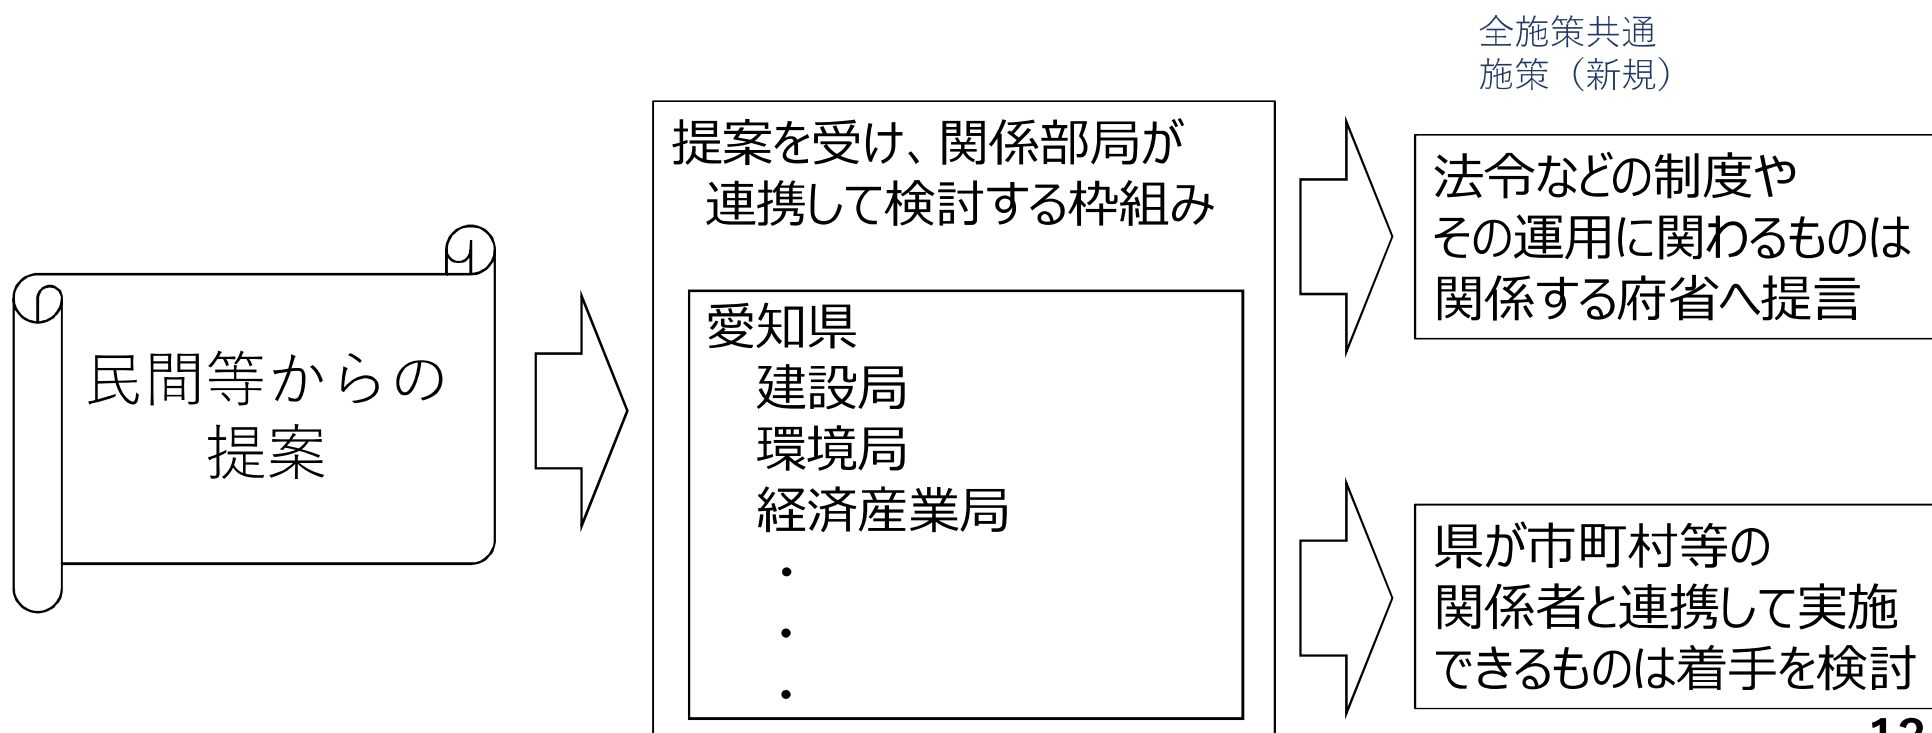 全施策共通
施策（新規）
民間等からの
提案
提案を受け、関係部局が
連携して検討する枠組み
愛知県
建設局
環境局
経済産業局
・
・
・
法令などの制度や
その運用に関わるものは
関係する府省へ提言
県が市町村等の
関係者と連携して実施
できるものは着手を検討
12